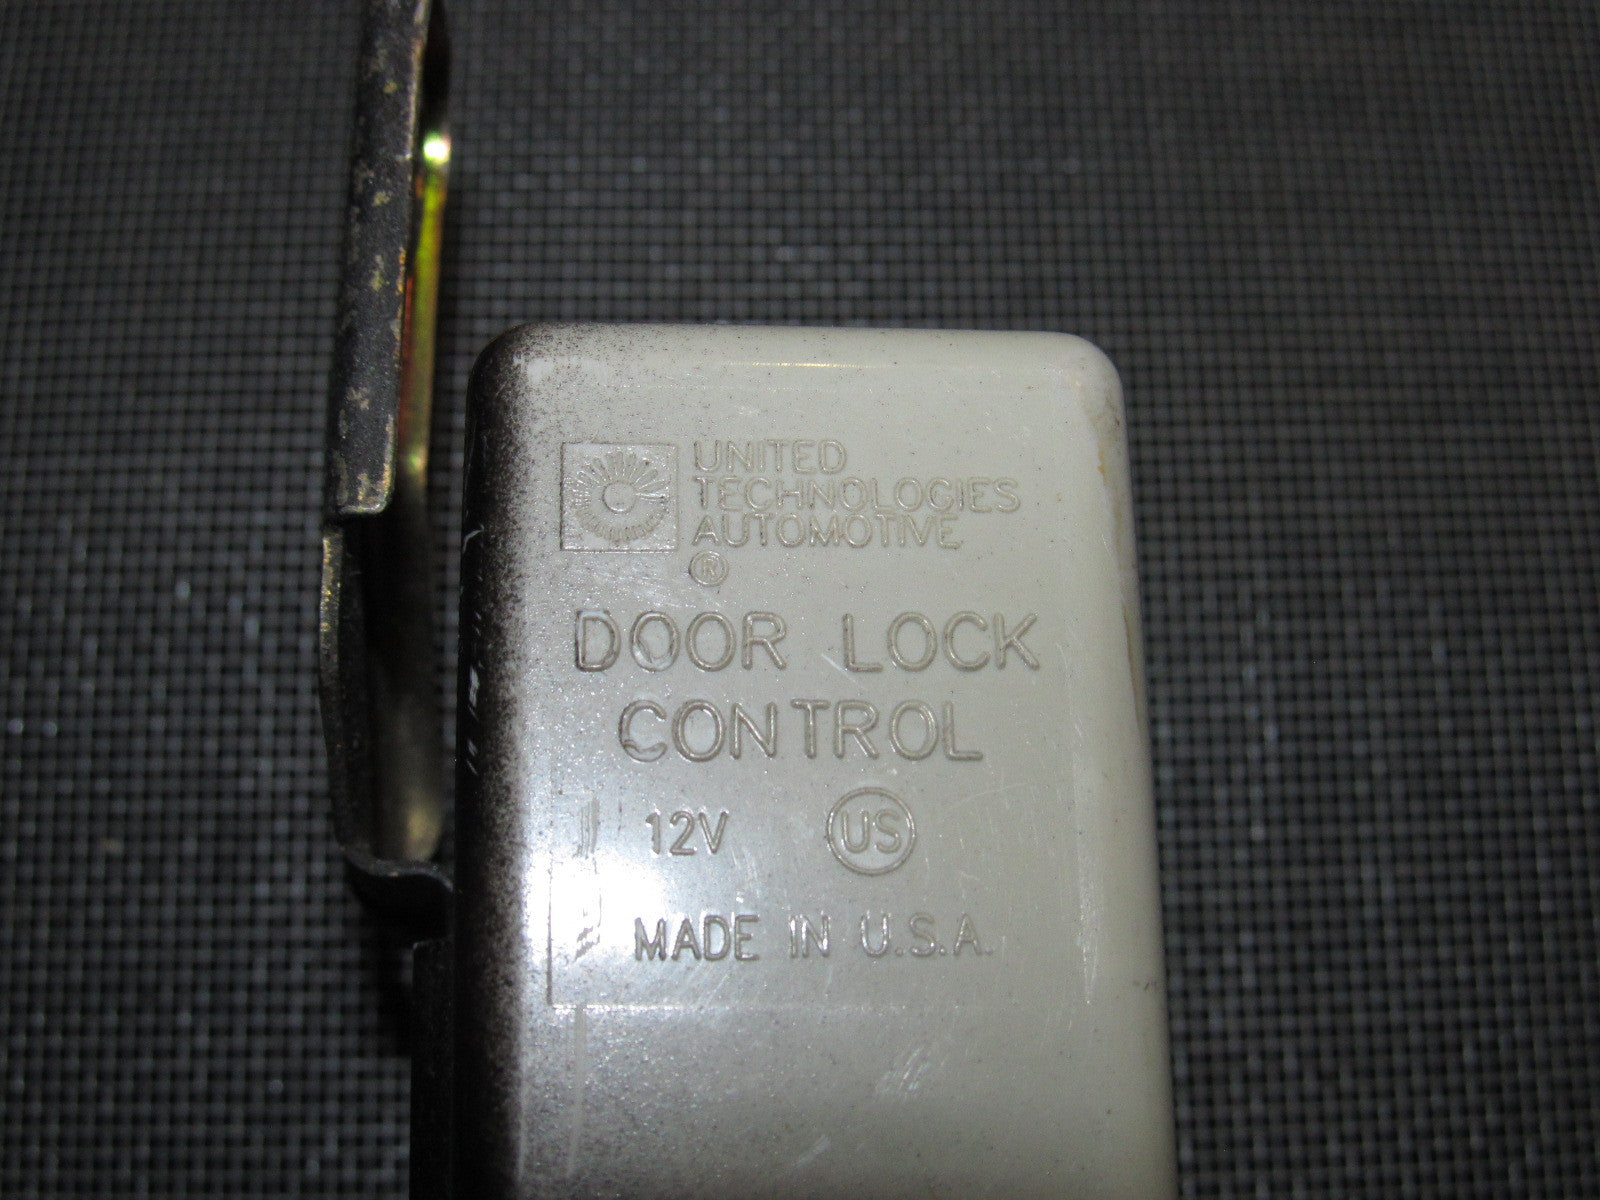 UNITED
TECHNOLOGIES
AUTOMOTIVE
®
DOOR LOCK
CONTROL
12V US
MADE IN U.S.A.